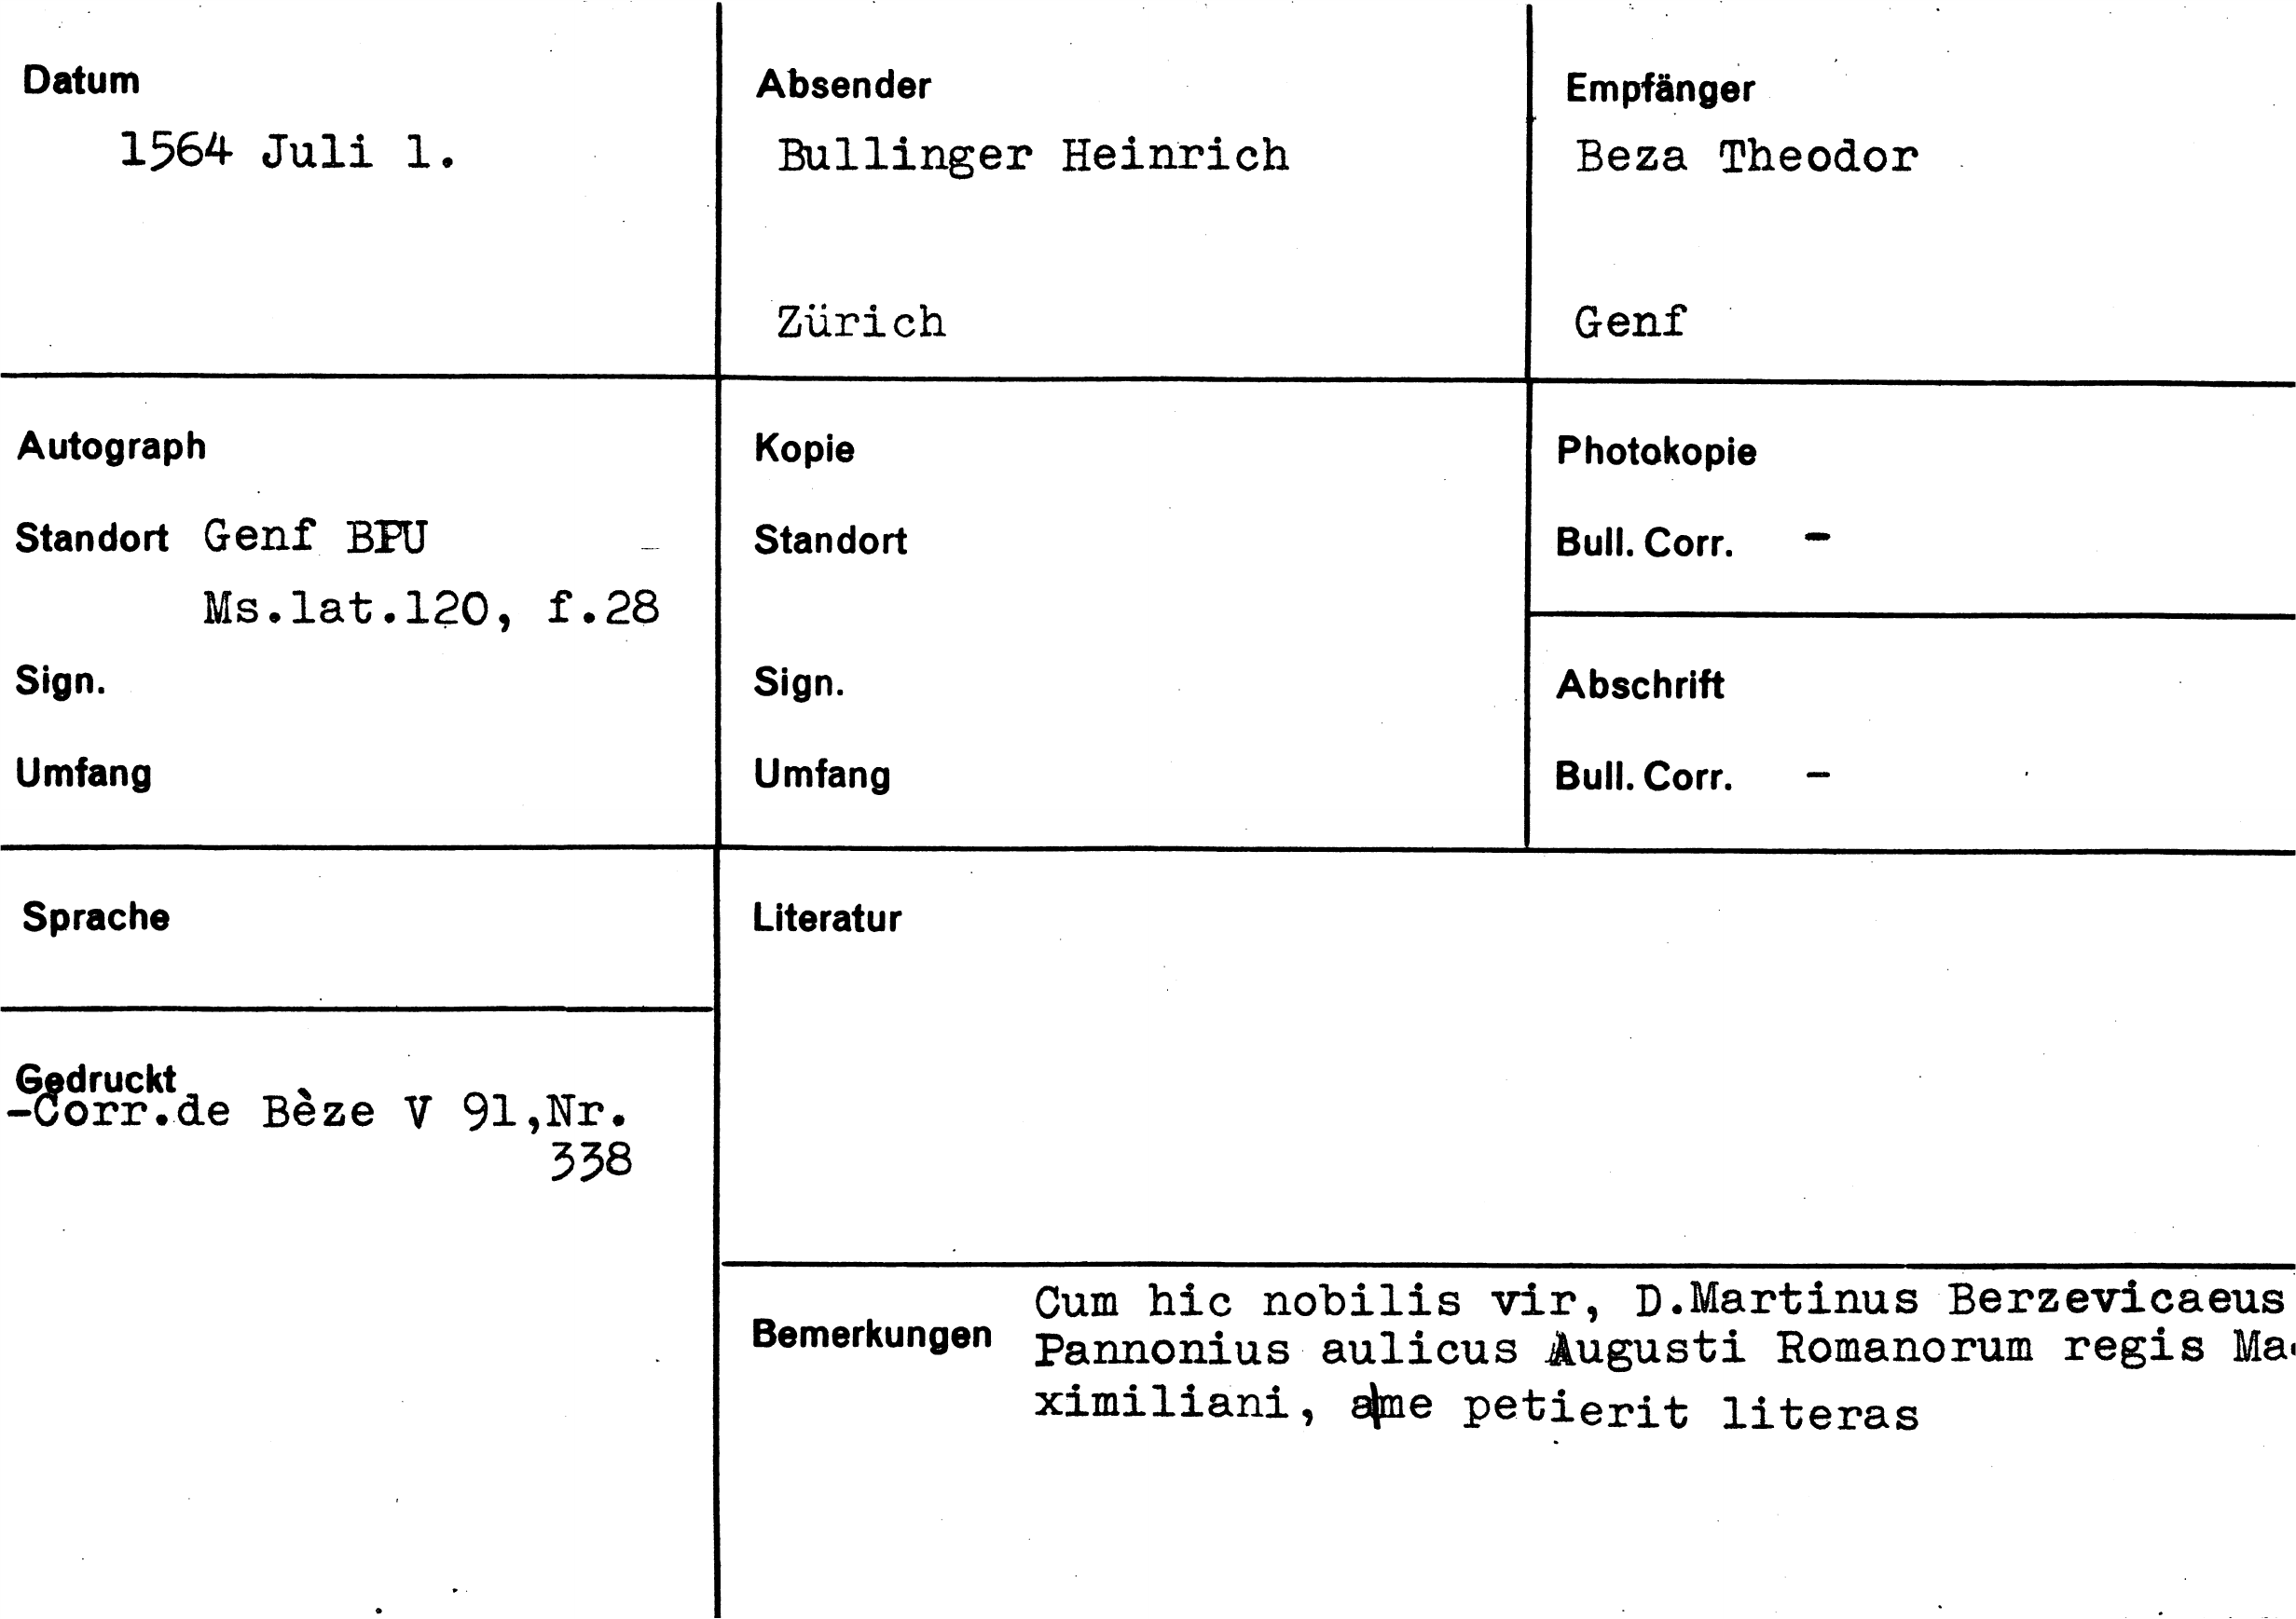 Datum
1564 Juli 1.
Absender
Bullinger Heinrich
Zürich
Empfänger
Beza Theodor
Genf
Autograph
Standort Genf BPU
Ms.lat.120, f.28
Sign.
Umfang
Kopie
Standort
Sign.
Umfang
Photokopie
Bull. Corr. -
Abschrift
Bull. Corr. -
Sprache
Gedruckt
-Corr.de Bèze V 91,Nr.
338
Literatur
Bemerkungen
Cum hic nobilis vir, D.Martinus Berzevicaeus
Pannonius aulicus Augusti Romanorum regis Ma-
ximiliani, a|me petierit literas